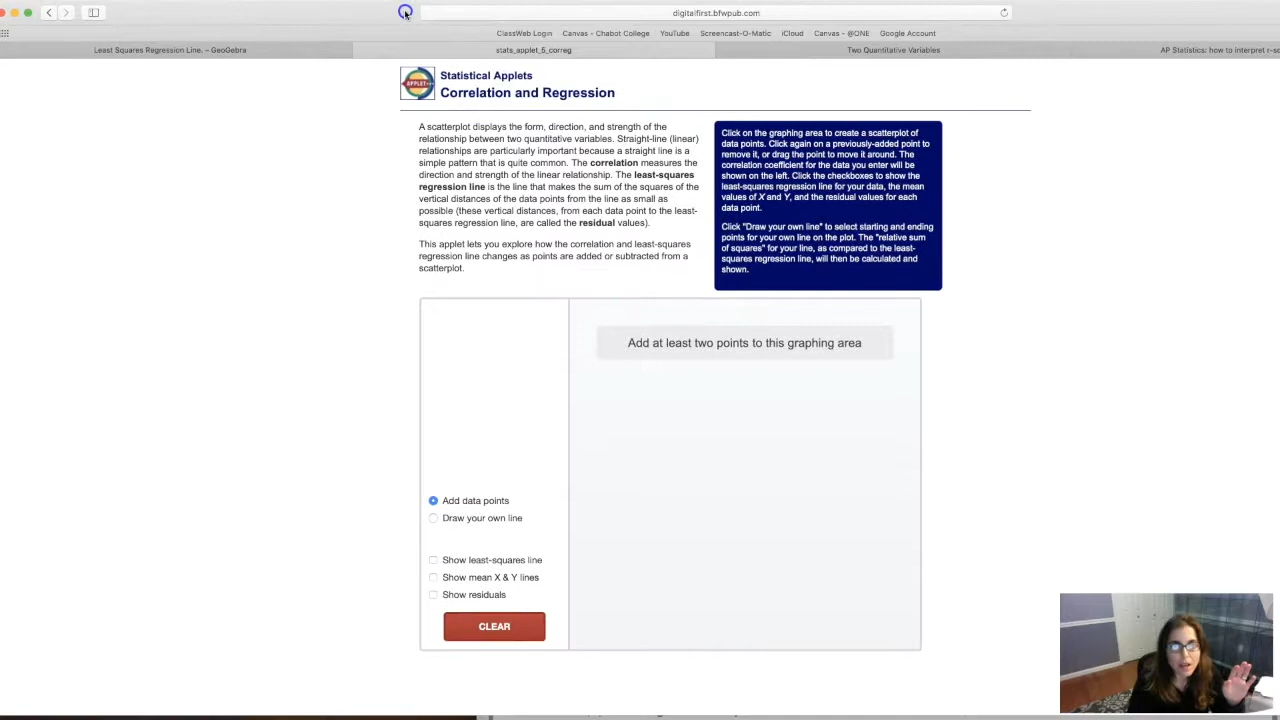 digitalfirst.bfwpub.com
ClassWeb Login Canvas - Chabot College YouTube Screencast-O-Matic iCloud Canvas - @ONE Google Account
Least Squares Regression Line. – GeoGebra stats_applet_5_correg Two Quantitative Variables AP Statistics: how to interpret r-sc
APPLET
Statistical Applets
Correlation and Regression
A scatterplot displays the form, direction, and strength of the
relationship between two quantitative variables. Straight-line (linear)
relationships are particularly important because a straight line is a
simple pattern that is quite common. The correlation measures the
direction and strength of the linear relationship. The least-squares
regression line is the line that makes the sum of the squares of the
vertical distances of the data points from the line as small as
possible (these vertical distances, from each data point to the least-
squares regression line, are called the residual values).
This applet lets you explore how the correlation and least-squares
regression line changes as points are added or subtracted from a
scatterplot.
Click on the graphing area to create a scatterplot of
data points. Click again on a previously-added point to
remove it, or drag the point to move it around. The
correlation coefficient for the data you enter will be
shown on the left. Click the checkboxes to show the
least-squares regression line for your data, the mean
values of X and Y, and the residual values for each
data point.
Click "Draw your own line" to select starting and ending
points for your own line on the plot. The "relative sum
of squares" for your line, as compared to the least-
squares regression line, will then be calculated and
shown.
Add at least two points to this graphing area
Add data points
Draw your own line
Show least-squares line
Show mean X & Y lines
Show residuals
CLEAR